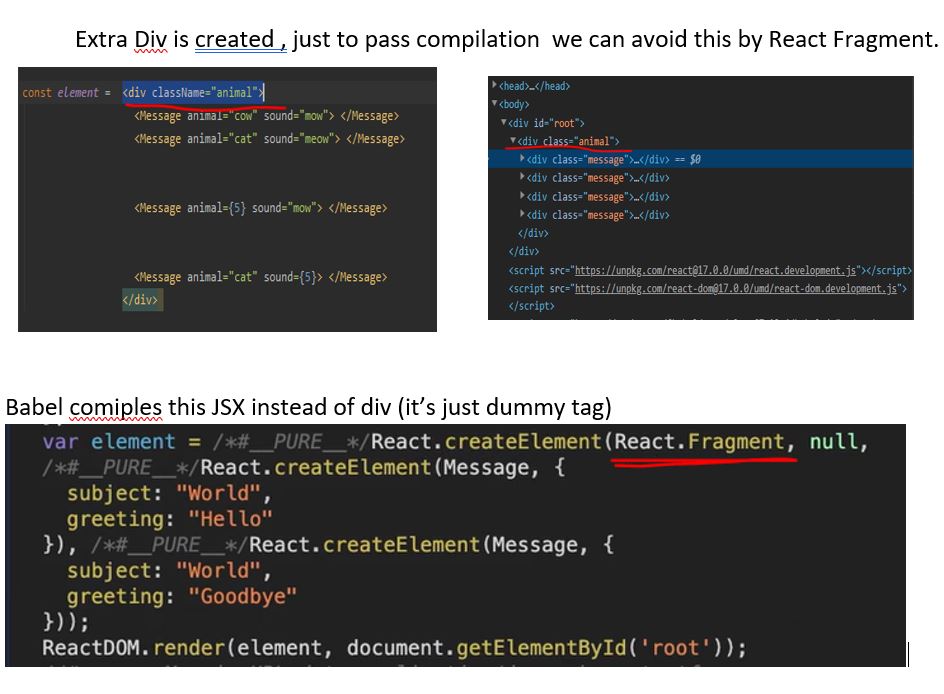 Extra Div is created , just to pass compilation  we can avoid this by React Fragment.
const element = <div className="animal">
<Message animal="cow" sound="mow"> </Message>
<Message animal="cat" sound="meow"> </Message>
<Message animal={5} sound="mow"> </Message>
<Message animal="cat" sound={5}> </Message>
</div>
<head>…</head>
<body>
<div id="root">
<div class="animal">
<div class="message">…</div> == $0
<div class="message">…</div>
<div class="message">…</div>
<div class="message">…</div>
</div>
</div>
<script src="https://unpkg.com/react@17.0.0/umd/react.development.js"></script>
<script src="https://unpkg.com/react-dom@17.0.0/umd/react-dom.development.js">
</script>
Babel comiples this JSX instead of div (it's just dummy tag)
var element = /*#__PURE__*/React.createElement(React.Fragment, null,
/*#__PURE__*/React.createElement(Message, {
subject: "World",
greeting: "Hello"
}), /*#__PURE__*/React.createElement(Message, {
subject: "World",
greeting: "Goodbye"
}));
ReactDOM.render(element, document.getElementById('root'));